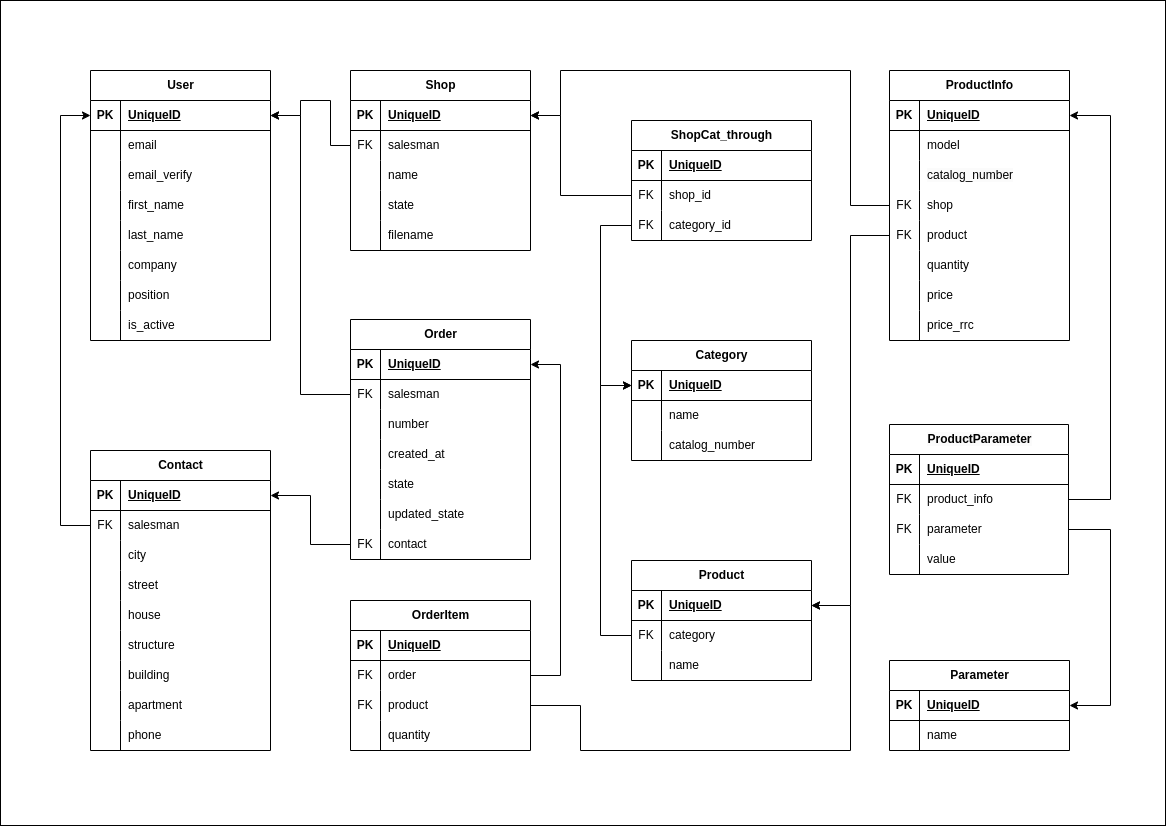 User
PK UniqueID
email
email_verify
first_name
last_name
company
position
is_active
Contact
PK UniqueID
FK salesman
city
street
house
structure
building
apartment
phone
Shop
PK UniqueID
FK salesman
name
state
filename
Order
PK UniqueID
FK salesman
number
created_at
state
updated_state
FK contact
OrderItem
PK UniqueID
FK order
FK product
quantity
ShopCat_through
PK UniqueID
FK shop_id
FK category_id
Category
PK UniqueID
name
catalog_number
Product
PK UniqueID
FK category
name
ProductInfo
PK UniqueID
model
catalog_number
FK shop
FK product
quantity
price
price_rrc
ProductParameter
PK UniqueID
FK product_info
FK parameter
value
Parameter
PK UniqueID
name